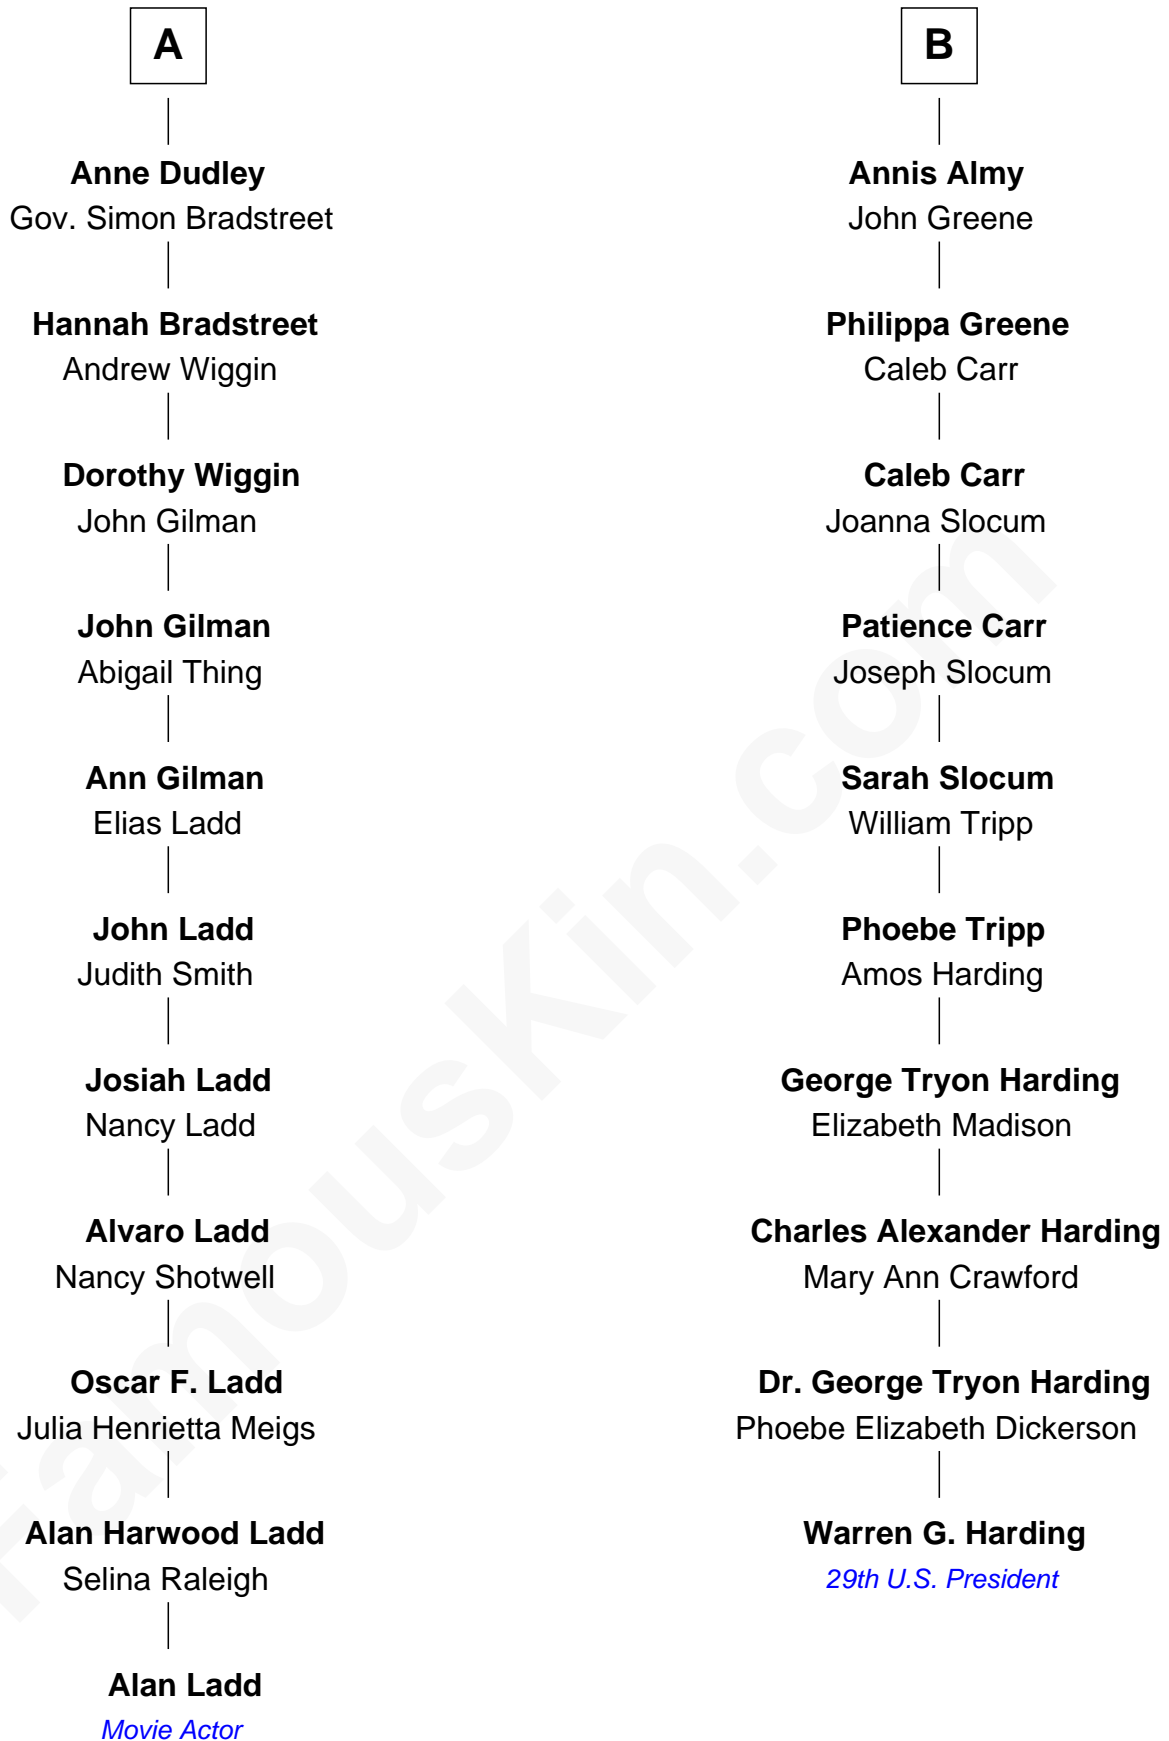 A
Anne Dudley
Gov. Simon Bradstreet
Hannah Bradstreet
Andrew Wiggin
Dorothy Wiggin
John Gilman
John Gilman
Abigail Thing
Ann Gilman
Elias Ladd
John Ladd
Judith Smith
Josiah Ladd
Nancy Ladd
Alvaro Ladd
Nancy Shotwell
Oscar F. Ladd
Julia Henrietta Meigs
Alan Harwood Ladd
Selina Raleigh
Alan Ladd
Movie Actor
B
Annis Almy
John Greene
Philippa Greene
Caleb Carr
Caleb Carr
Joanna Slocum
Patience Carr
Joseph Slocum
Sarah Slocum
William Tripp
Phoebe Tripp
Amos Harding
George Tryon Harding
Elizabeth Madison
Charles Alexander Harding
Mary Ann Crawford
Dr. George Tryon Harding
Phoebe Elizabeth Dickerson
Warren G. Harding
29th U.S. President
FamousKin.com